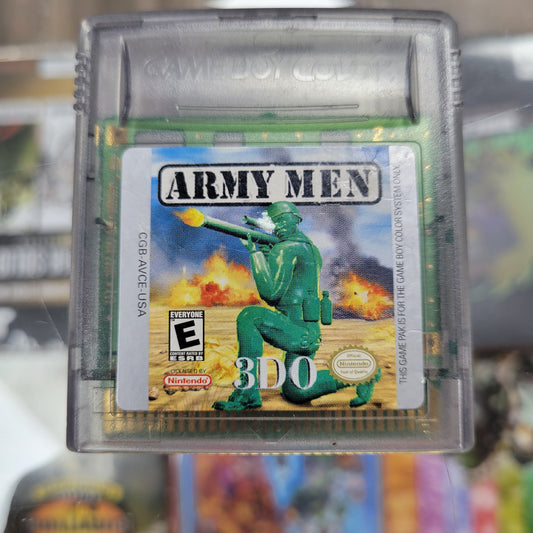 GAME BOY COLOR
ARMY MEN
CGB-AVCE-USA
THIS GAME PAK IS FOR THE GAME BOY COLOR SYSTEM ONLY.
EVERYONE
E
CONTENT RATED BY
ESRB
LICENSED BY
Nintendo
3DO
Official
Nintendo
Seal of Quality
2